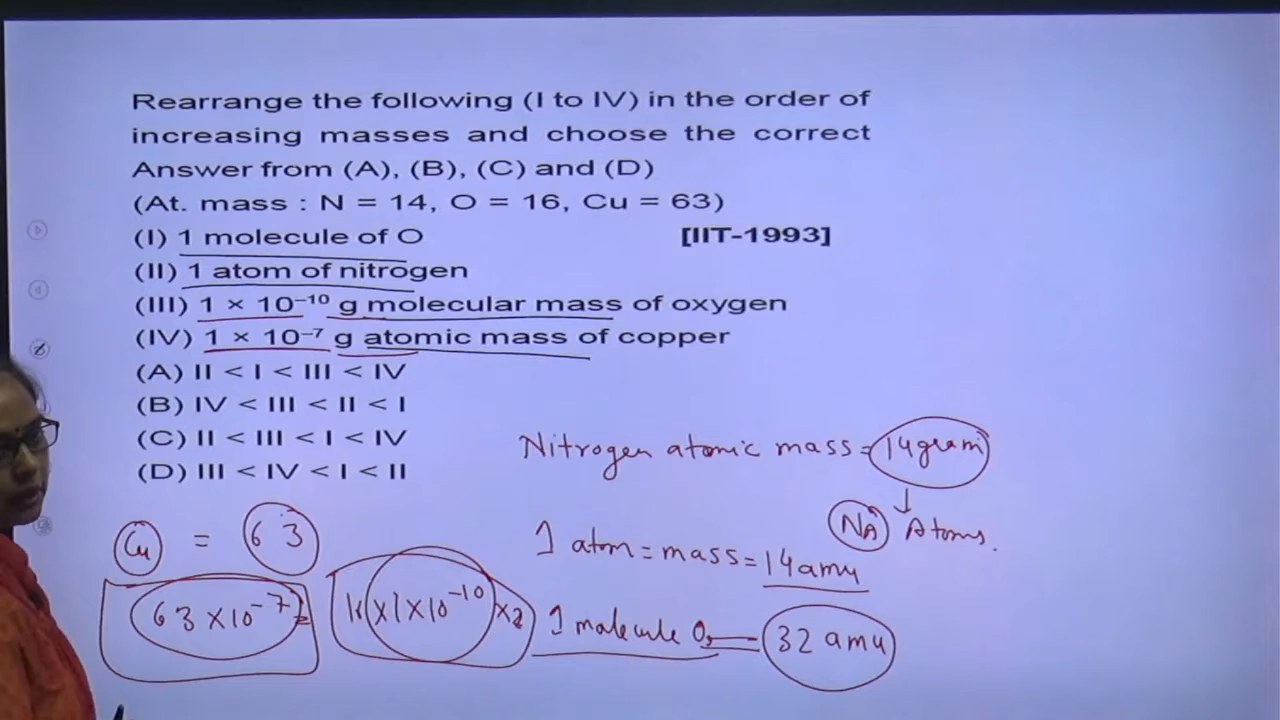 Rearrange the following (I to IV) in the order of
increasing masses and choose the correct
Answer from (A), (B), (C) and (D)
(At. mass : N = 14, O = 16, Cu = 63)
(I) 1 molecule of O [IIT-1993]
(II) 1 atom of nitrogen
(III) 1 × 10⁻¹⁰ g molecular mass of oxygen
(IV) 1 × 10⁻⁷ g atomic mass of copper
(A) II < I < III < IV
(B) IV < III < II < I
(C) II < III < I < IV
(D) III < IV < I < II
Nitrogen atomic mass = 14 gram
NA Atoms.
Cu = 63
1 atom = mass = 14 amu
63 × 10⁻⁷ = × 1 × 10⁻¹⁰ × 2
1 molecule O₂ = 32 amu